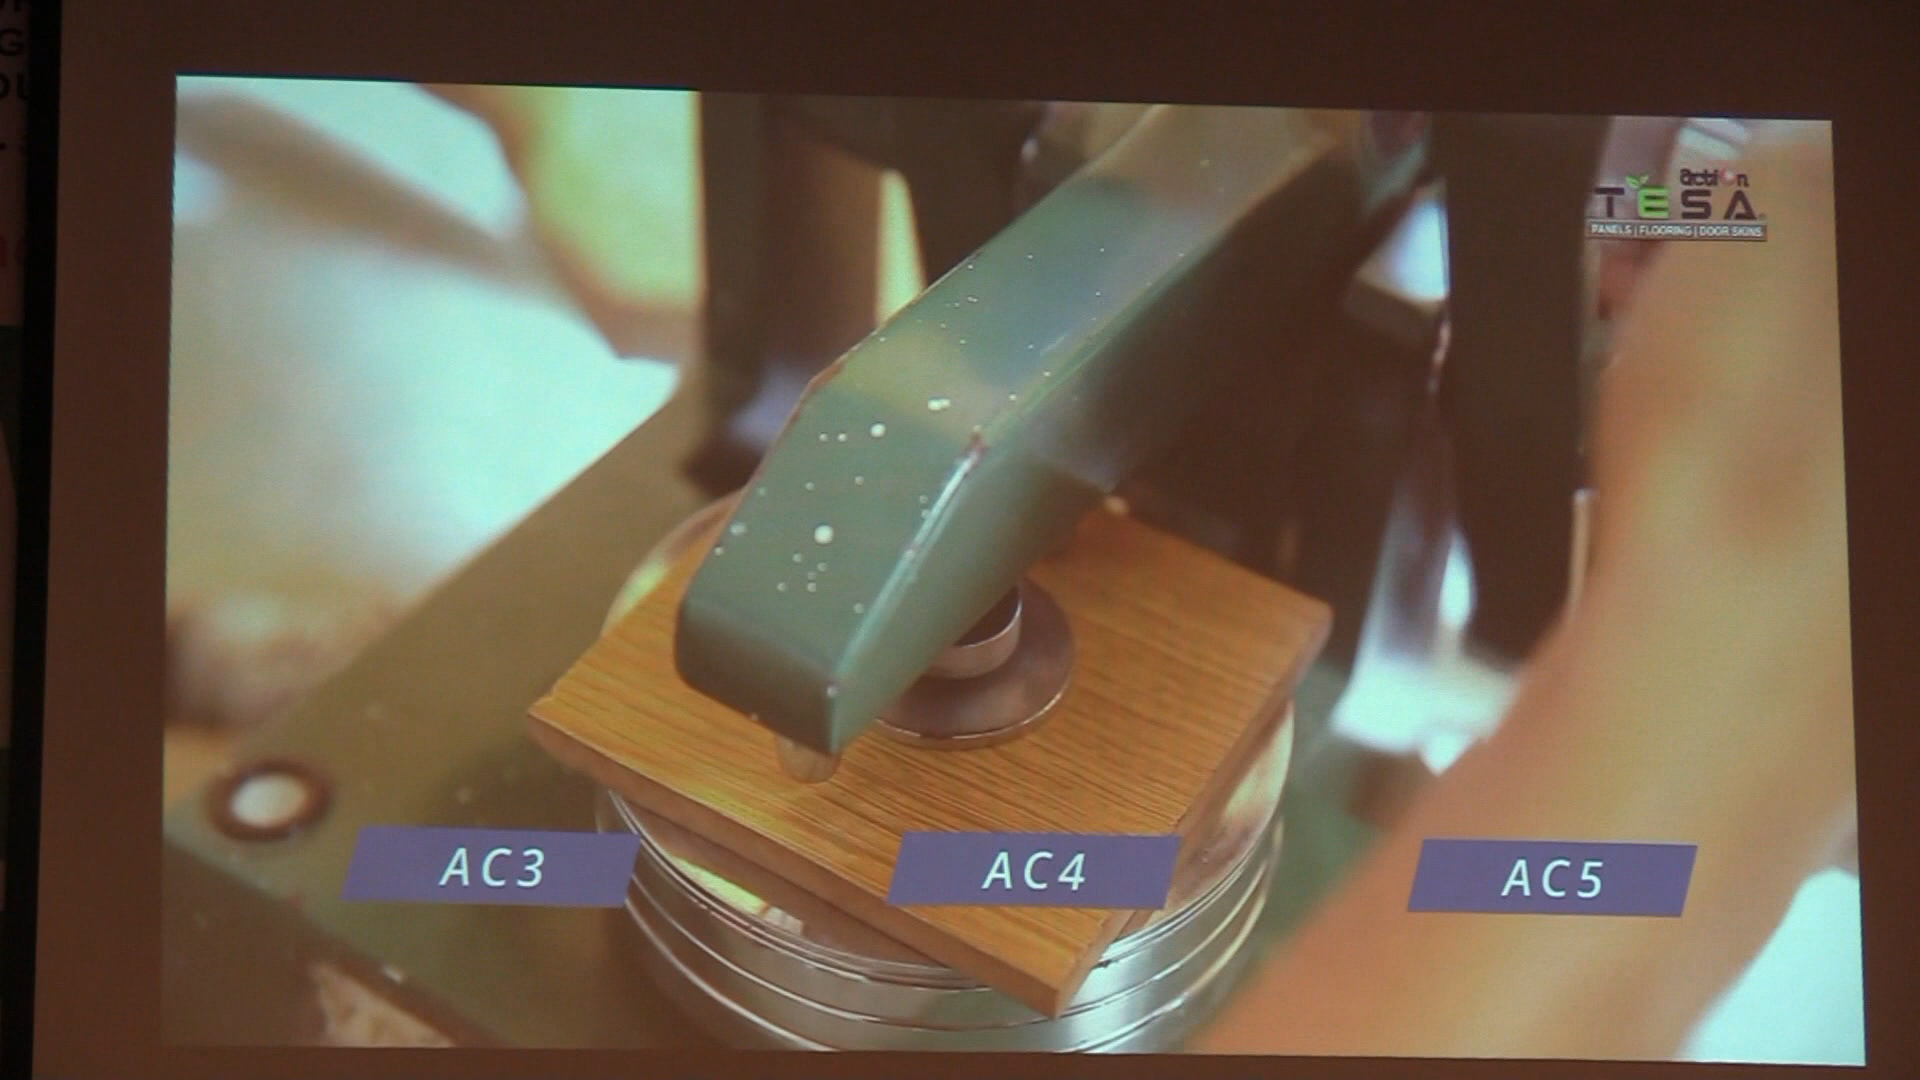 action
TESA
PANELS | FLOORING | DOOR SKINS
AC3
AC4
AC5